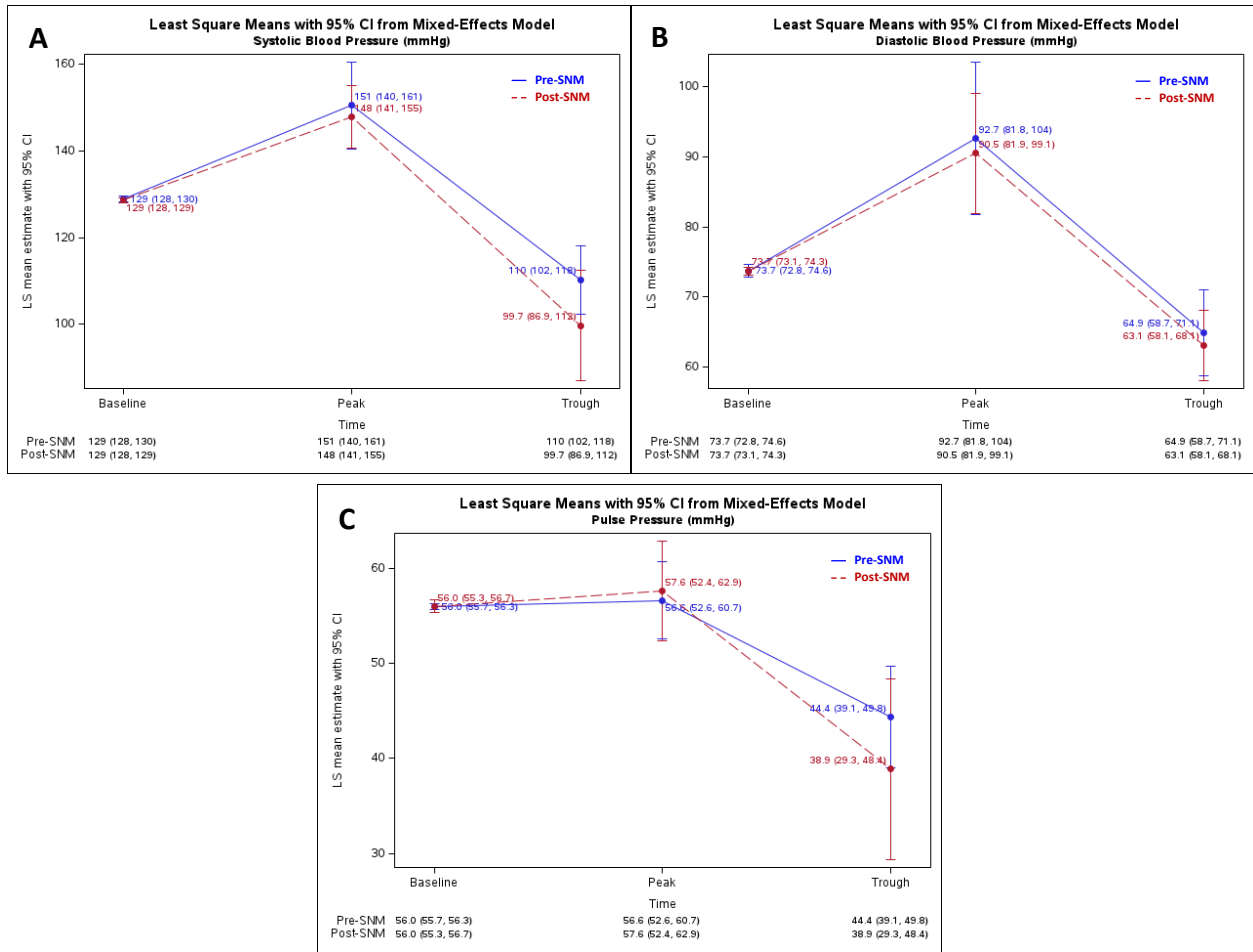 A
Least Square Means with 95% CI from Mixed-Effects Model
Systolic Blood Pressure (mmHg)
LS mean estimate with 95% CI
160
140
120
100
Pre-SNM
Post-SNM
151 (140, 161)
148 (141, 155)
129 (128, 130)
129 (128, 129)
110 (102, 118)
99.7 (86.9, 112)
Baseline Peak Trough
Time
Pre-SNM 129 (128, 130) 151 (140, 161) 110 (102, 118)
Post-SNM 129 (128, 129) 148 (141, 155) 99.7 (86.9, 112)
B
Least Square Means with 95% CI from Mixed-Effects Model
Diastolic Blood Pressure (mmHg)
LS mean estimate with 95% CI
100
90
80
70
60
Pre-SNM
Post-SNM
92.7 (81.8, 104)
90.5 (81.9, 99.1)
73.7 (73.1, 74.3)
73.7 (72.8, 74.6)
64.9 (58.7, 71.1)
63.1 (58.1, 68.1)
Baseline Peak Trough
Time
Pre-SNM 73.7 (72.8, 74.6) 92.7 (81.8, 104) 64.9 (58.7, 71.1)
Post-SNM 73.7 (73.1, 74.3) 90.5 (81.9, 99.1) 63.1 (58.1, 68.1)
C
Least Square Means with 95% CI from Mixed-Effects Model
Pulse Pressure (mmHg)
LS mean estimate with 95% CI
60
50
40
30
Pre-SNM
Post-SNM
57.6 (52.4, 62.9)
56.0 (55.3, 56.7)
56.0 (55.7, 56.3)
56.6 (52.6, 60.7)
44.4 (39.1, 49.8)
38.9 (29.3, 48.4)
Baseline Peak Trough
Time
Pre-SNM 56.0 (55.7, 56.3) 56.6 (52.6, 60.7) 44.4 (39.1, 49.8)
Post-SNM 56.0 (55.3, 56.7) 57.6 (52.4, 62.9) 38.9 (29.3, 48.4)